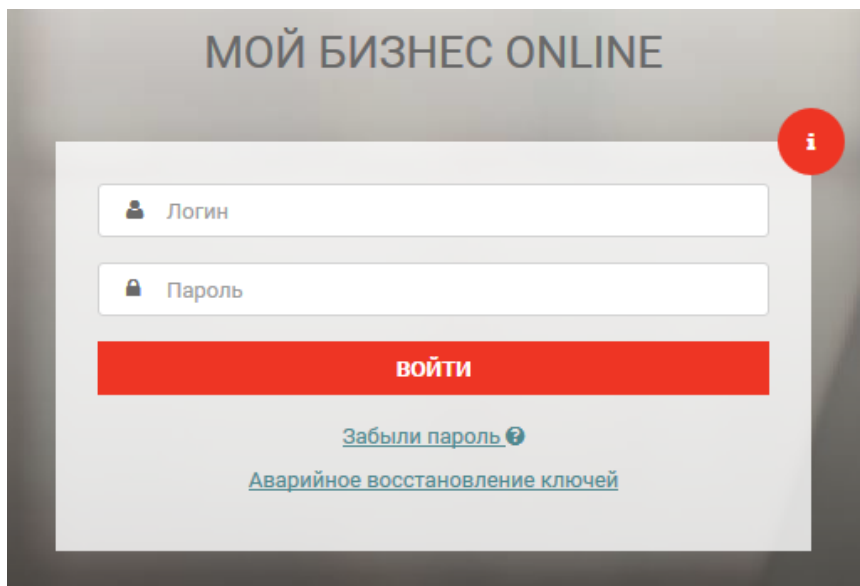 МОЙ БИЗНЕС ONLINE
i
Логин
Пароль
ВОЙТИ
Забыли пароль ?
Аварийное восстановление ключей